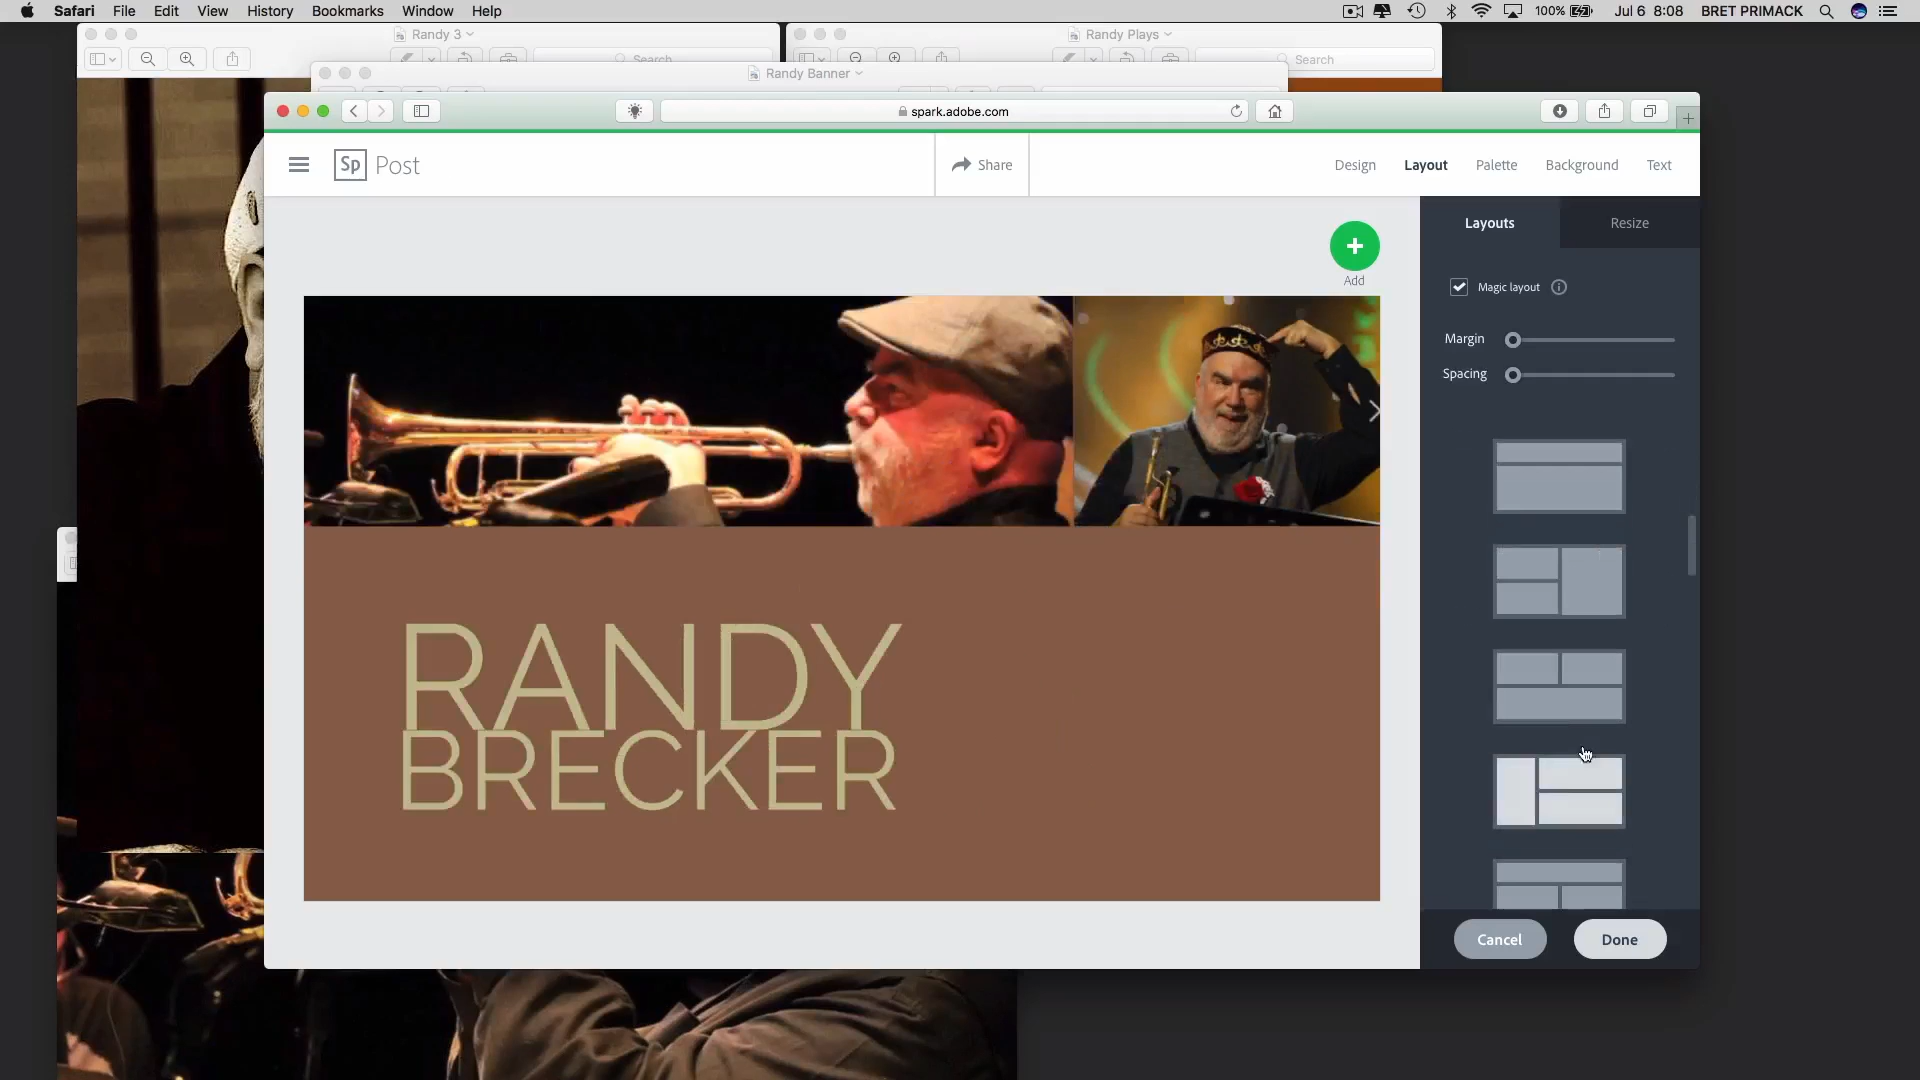 Safari File Edit View History Bookmarks Window Help 100% Jul 6 8:08 BRET PRIMACK
Randy 3
Randy Plays
Search
Search
Randy Banner
spark.adobe.com
Sp Post
Share
Design Layout Palette Background Text
Layouts Resize
Add
Magic layout
Margin
Spacing
RANDY
BRECKER
Cancel Done